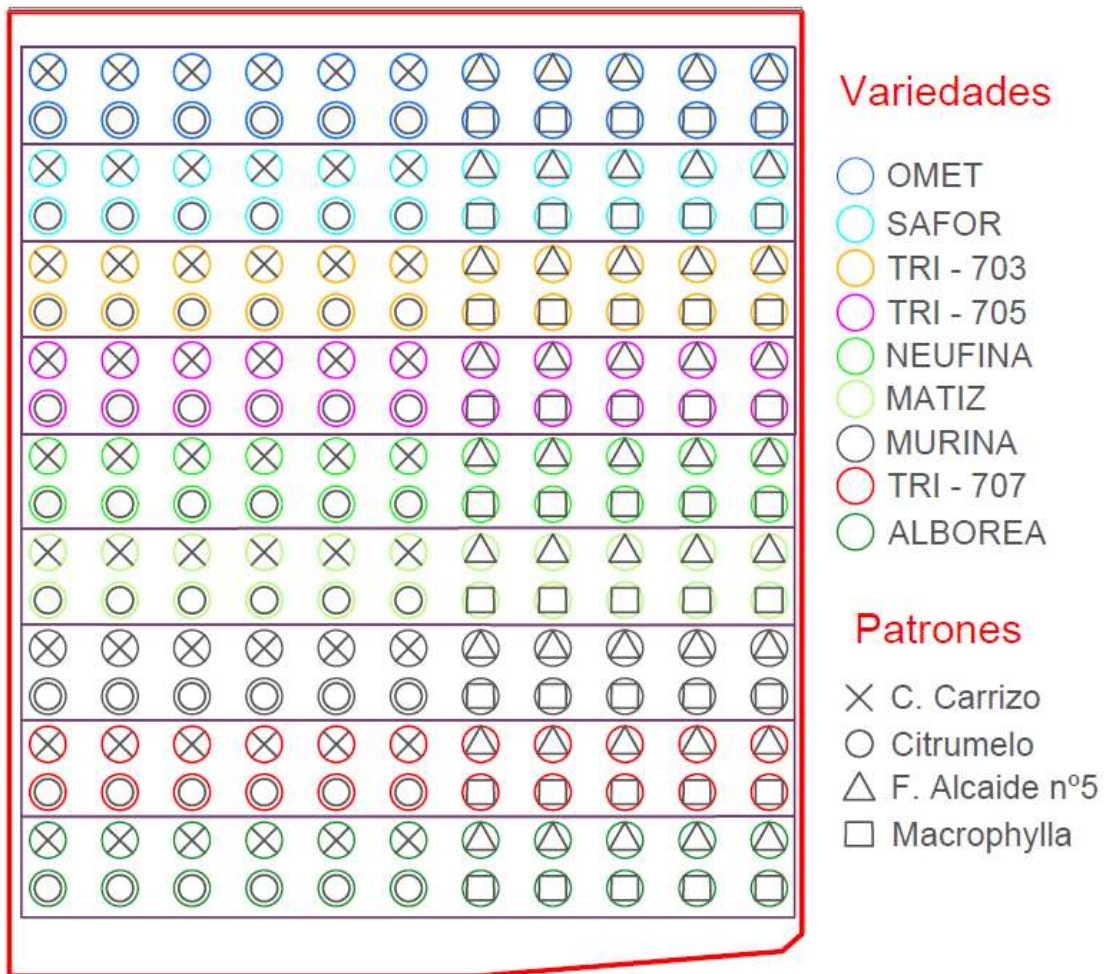 Variedades
OMET
SAFOR
TRI - 703
TRI - 705
NEUFINA
MATIZ
MURINA
TRI - 707
ALBOREA
Patrones
C. Carrizo
Citrumelo
F. Alcaide nº5
Macrophylla